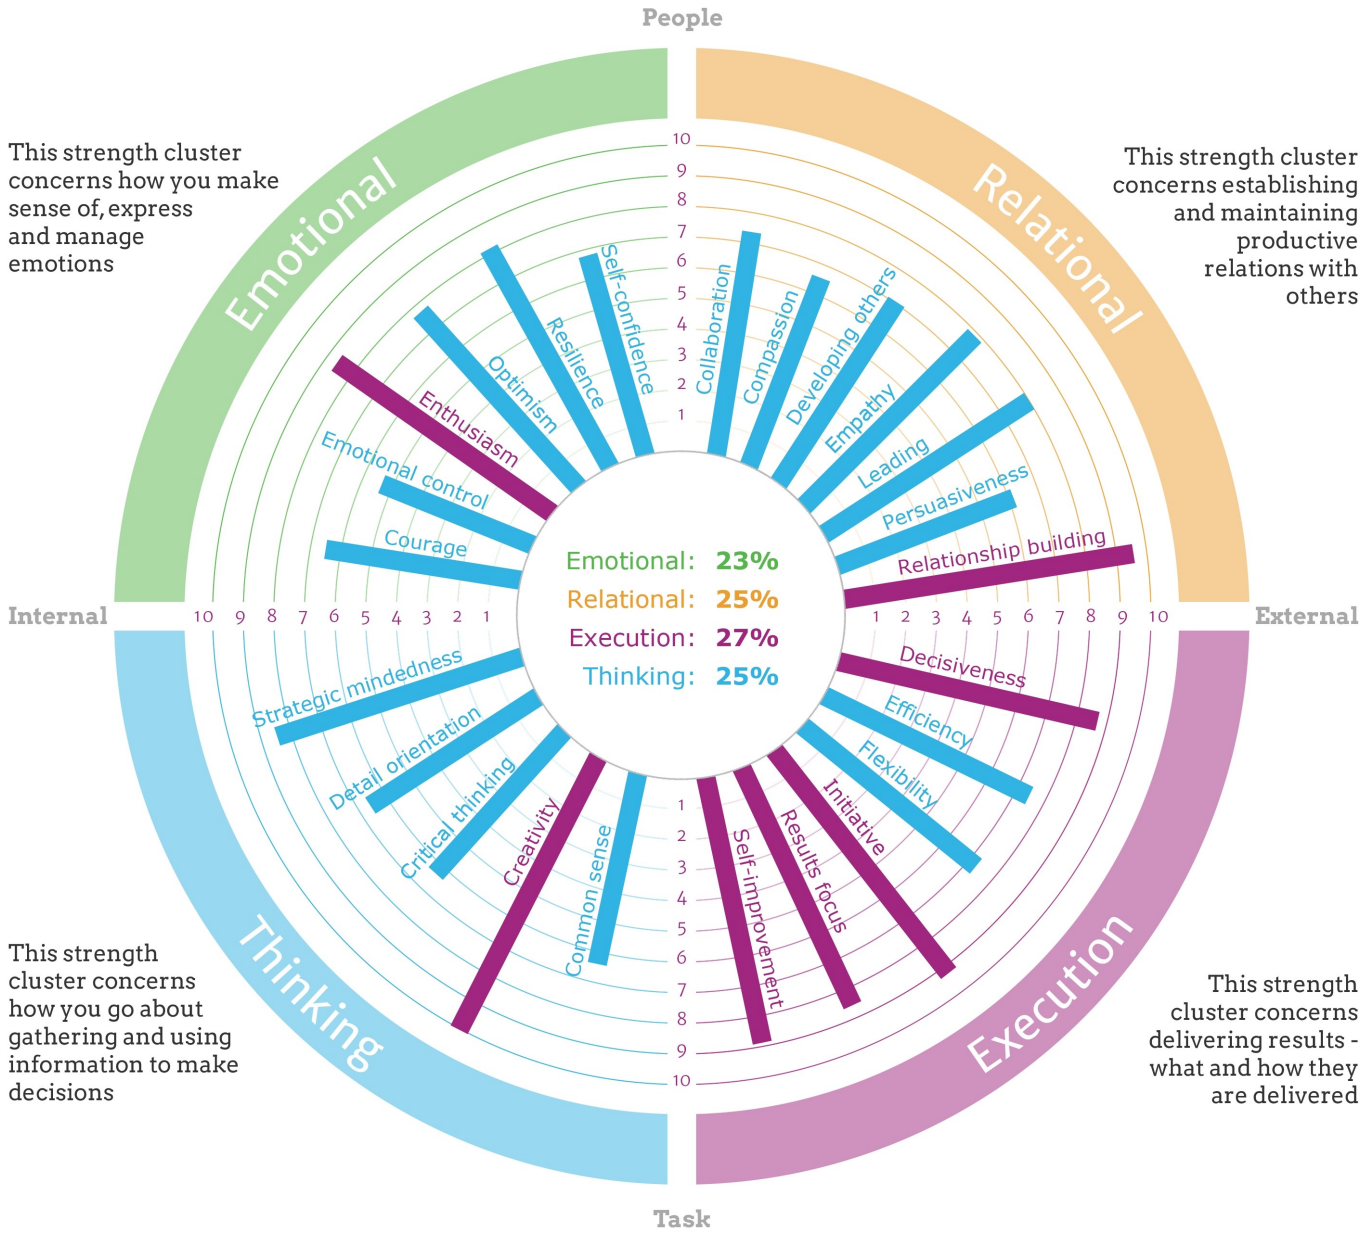 People
This strength cluster
concerns how you make
sense of, express
and manage
emotions
This strength cluster
concerns establishing
and maintaining
productive
relations with
others
Emotional
Relational
10
9
8
7
6
5
4
3
2
1
Courage
Emotional control
Enthusiasm
Optimism
Resilience
Self-confidence
Collaboration
Compassion
Developing others
Empathy
Leading
Persuasiveness
Relationship building
Emotional: 23%
Relational: 25%
Execution: 27%
Thinking: 25%
Internal
10 9 8 7 6 5 4 3 2 1
1 2 3 4 5 6 7 8 9 10
External
Decisiveness
Efficiency
Flexibility
Initiative
Results focus
Self-improvement
Common sense
Creativity
Critical thinking
Detail orientation
Strategic mindedness
1
2
3
4
5
6
7
8
9
10
Thinking
Execution
This strength
cluster concerns
how you go about
gathering and using
information to make
decisions
This strength
cluster concerns
delivering results -
what and how they
are delivered
Task